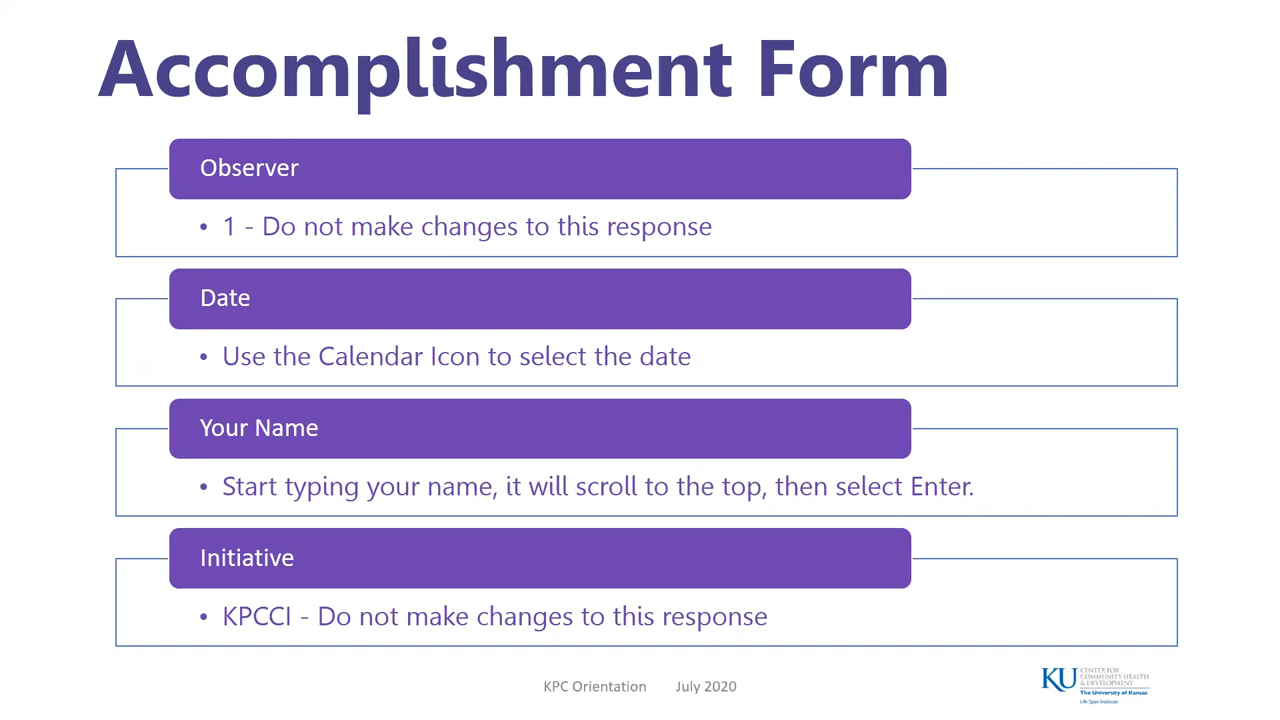 Accomplishment Form
Observer
• 1 - Do not make changes to this response
Date
• Use the Calendar Icon to select the date
Your Name
• Start typing your name, it will scroll to the top, then select Enter.
Initiative
• KPCCI - Do not make changes to this response
KPC Orientation July 2020
KU
CENTER FOR
COMMUNITY HEALTH
& DEVELOPMENT
The University of Kansas
Life Span Institute